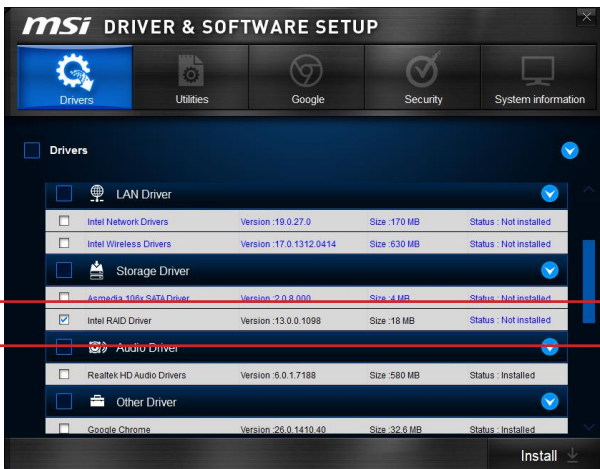 msi DRIVER & SOFTWARE SETUP
Drivers Utilities Google Security System information
Drivers
LAN Driver
Intel Network Drivers Version :19.0.27.0 Size :170 MB Status : Not installed
Intel Wireless Drivers Version :17.0.1312.0414 Size :630 MB Status : Not installed
Storage Driver
Asmedia 106x SATA Driver Version :2.0.8.000 Size :4 MB Status : Not installed
Intel RAID Driver Version :13.0.0.1098 Size :18 MB Status : Not installed
Audio Driver
Realtek HD Audio Drivers Version :6.0.1.7188 Size :580 MB Status : Installed
Other Driver
Google Chrome Version :26.0.1410.40 Size :32.6 MB Status : Installed
Install